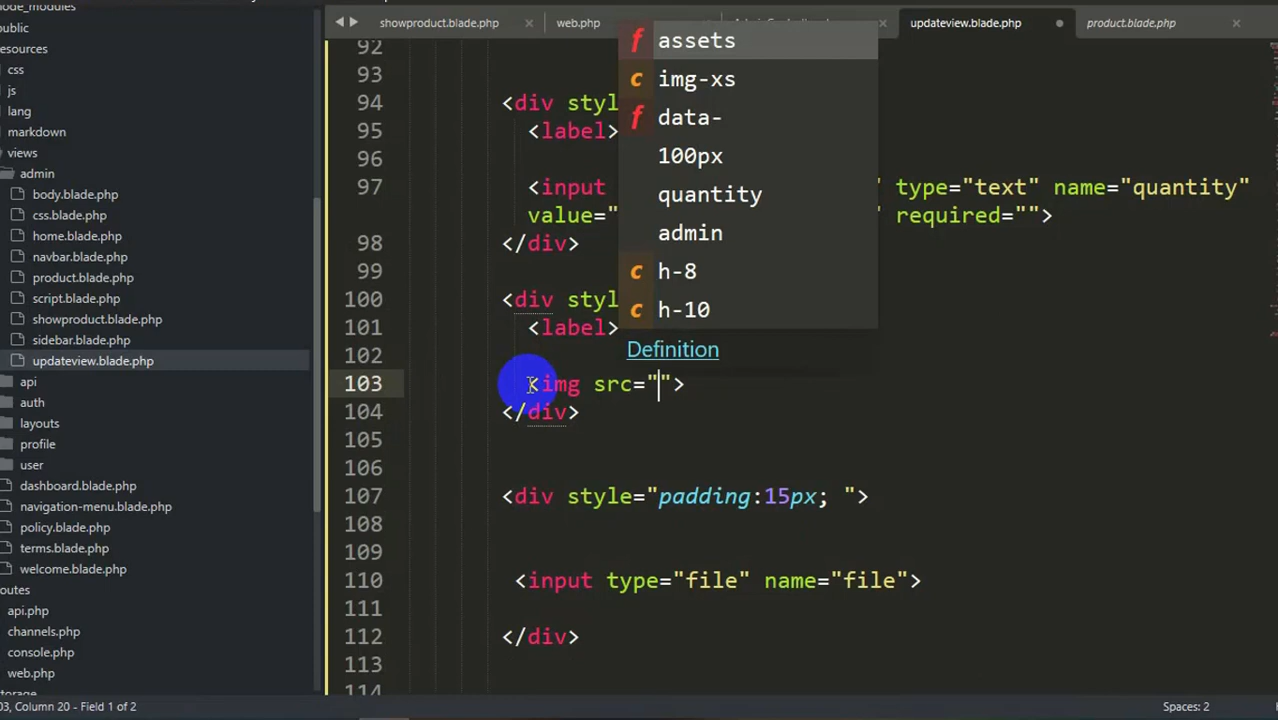 node_modules
public
resources
css
js
lang
markdown
views
admin
body.blade.php
css.blade.php
home.blade.php
navbar.blade.php
product.blade.php
script.blade.php
showproduct.blade.php
sidebar.blade.php
updateview.blade.php
api
auth
layouts
profile
user
dashboard.blade.php
navigation-menu.blade.php
policy.blade.php
terms.blade.php
welcome.blade.php
outes
api.php
channels.php
console.php
web.php
storage
showproduct.blade.php × web.php × updateview.blade.php product.blade.php ×
92
93
94 <div styl
95 <label>
96
97 <input " type="text" name="quantity"
value=" " required="">
98 </div>
99
100 <div styl
101 <label>
102
103 <img src="">
104 </div>
105
106
107 <div style="padding:15px; ">
108
109
110 <input type="file" name="file">
111
112 </div>
113
114
f assets
c img-xs
f data-
100px
quantity
admin
c h-8
c h-10
Definition
03, Column 20 - Field 1 of 2
Spaces: 2